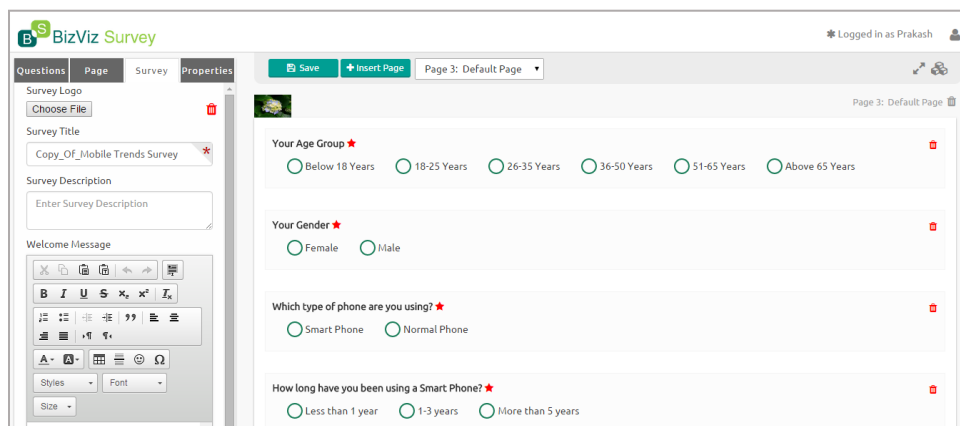 BS BizViz Survey
Logged in as Prakash
Questions Page Survey Properties
Save Insert Page Page 3: Default Page
Survey Logo
Choose File
Survey Title
Copy_Of_Mobile Trends Survey *
Survey Description
Enter Survey Description
Welcome Message
B I U S x₂ x² Iₓ
A A Ω
Styles Font
Size
Page 3: Default Page
Your Age Group
Below 18 Years 18-25 Years 26-35 Years 36-50 Years 51-65 Years Above 65 Years
Your Gender
Female Male
Which type of phone are you using?
Smart Phone Normal Phone
How long have you been using a Smart Phone?
Less than 1 year 1-3 years More than 5 years